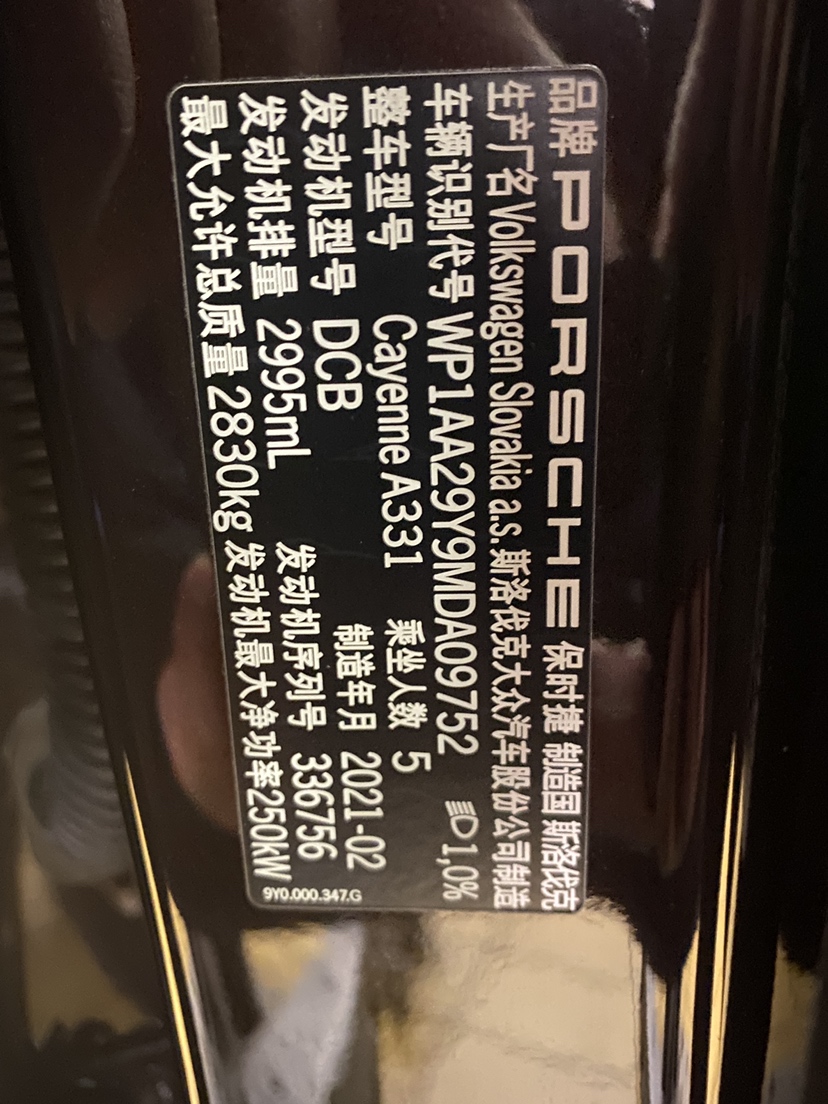 品牌 PORSCHE 保时捷 制造国 斯洛伐克
生产厂名 Volkswagen Slovakia a.s. 斯洛伐克大众汽车股份公司制造
车辆识别代号 WP1AA29Y9MDA09752 1,0%
整车型号 Cayenne A331 乘坐人数 5
发动机型号 DCB 制造年月 2021-02
发动机排量 2995mL 发动机序列号 336756
最大允许总质量 2830kg 发动机最大净功率250kW
9Y0.000.347.G